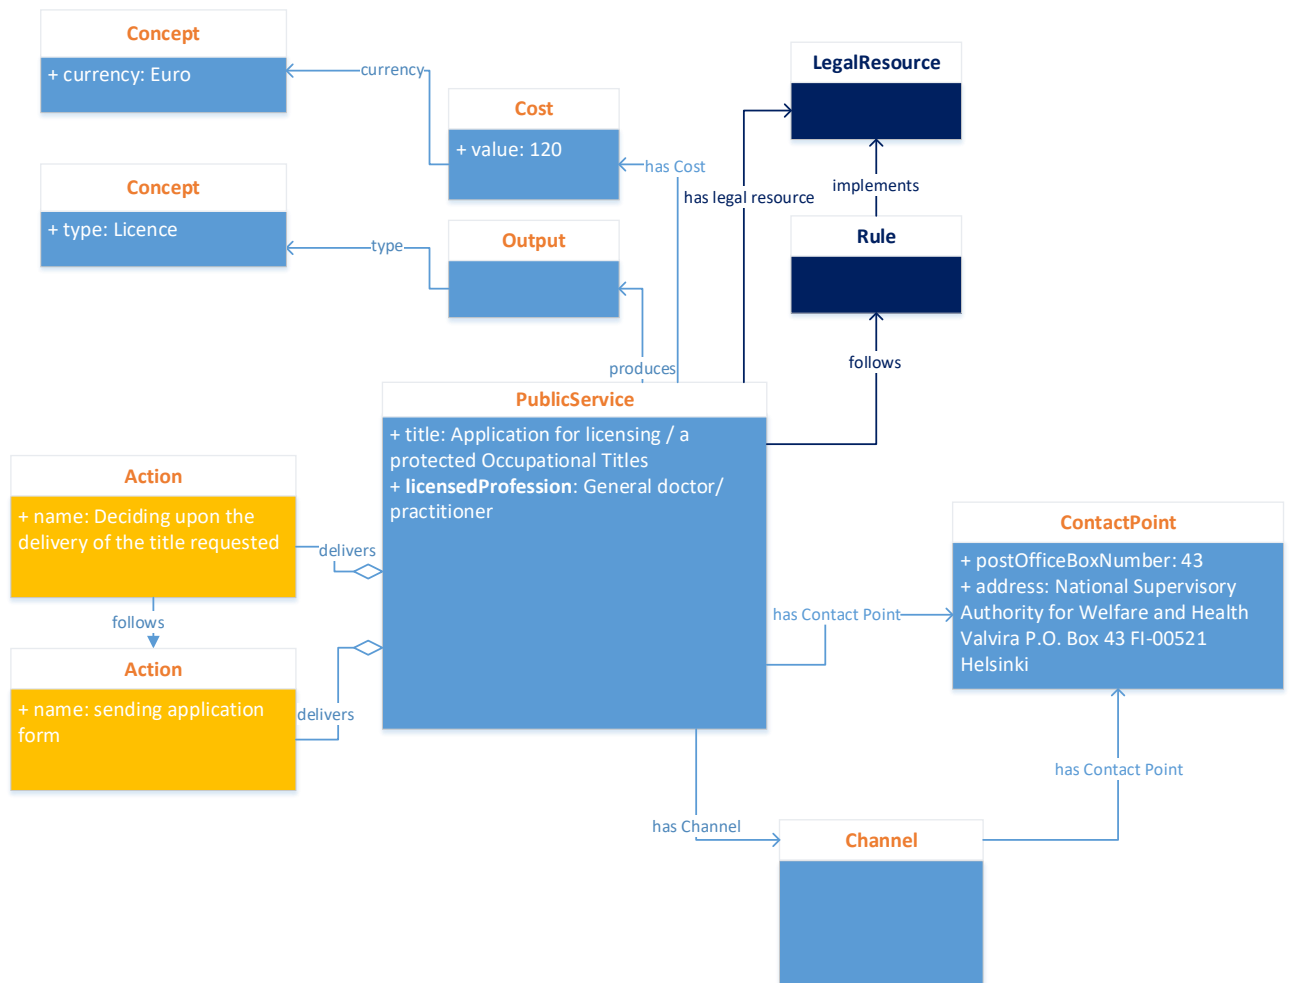 Concept
+ currency: Euro
currency
LegalResource
Cost
+ value: 120
has Cost
Concept
+ type: Licence
type
implements
has legal resource
Output
Rule
produces
follows
PublicService
+ title: Application for licensing / a
protected Occupational Titles
+ licensedProfession: General doctor/
practitioner
Action
+ name: Deciding upon the
delivery of the title requested
delivers
follows
Action
+ name: sending application
form
delivers
ContactPoint
+ postOfficeBoxNumber: 43
+ address: National Supervisory
Authority for Welfare and Health
Valvira P.O. Box 43 FI-00521
Helsinki
has Contact Point
has Contact Point
has Channel
Channel